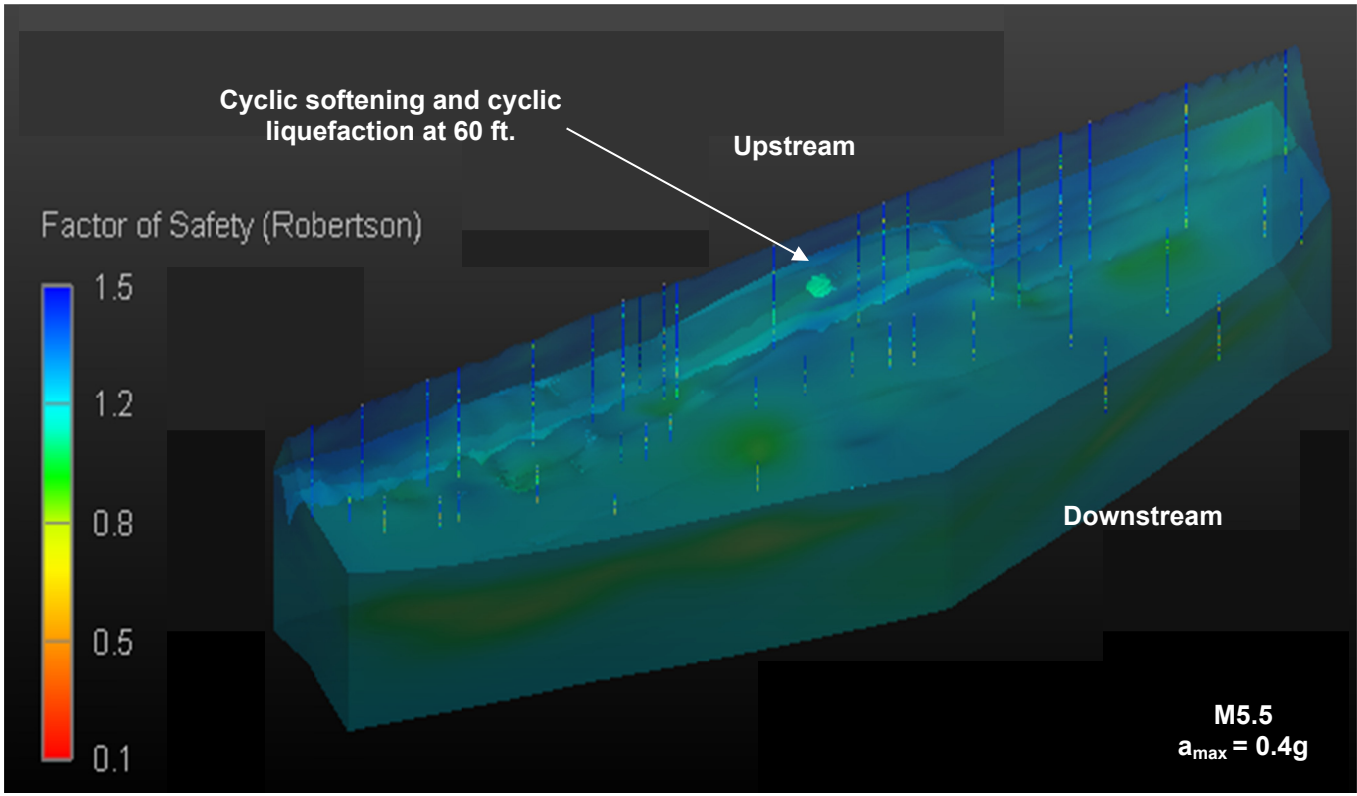 Cyclic softening and cyclic
liquefaction at 60 ft.
Upstream
Factor of Safety (Robertson)
1.5
1.2
0.8
0.5
0.1
Downstream
M5.5
amax = 0.4g